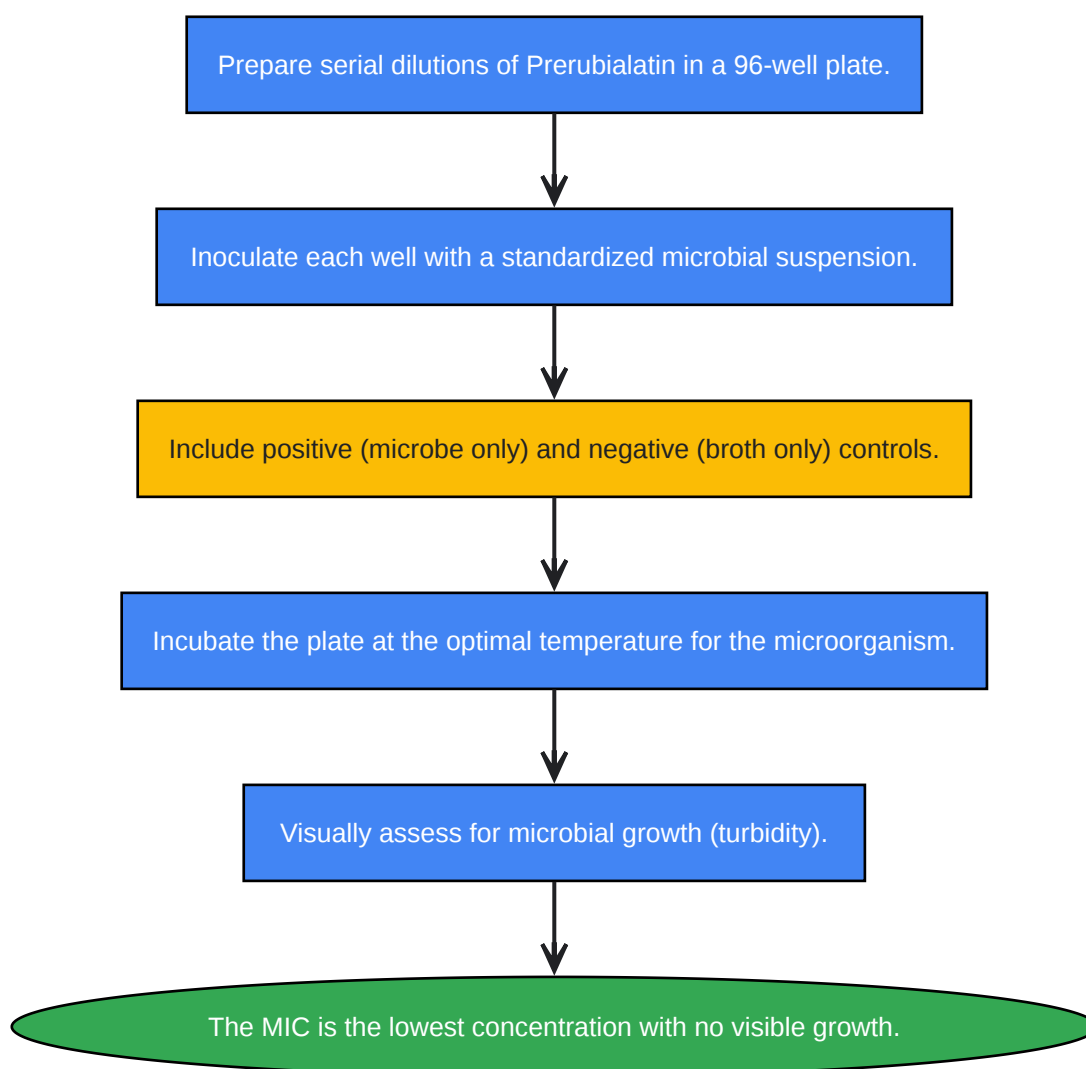 Prepare serial dilutions of Prerubialatin in a 96-well plate.
Inoculate each well with a standardized microbial suspension.
Include positive (microbe only) and negative (broth only) controls.
Incubate the plate at the optimal temperature for the microorganism.
Visually assess for microbial growth (turbidity).
The MIC is the lowest concentration with no visible growth.